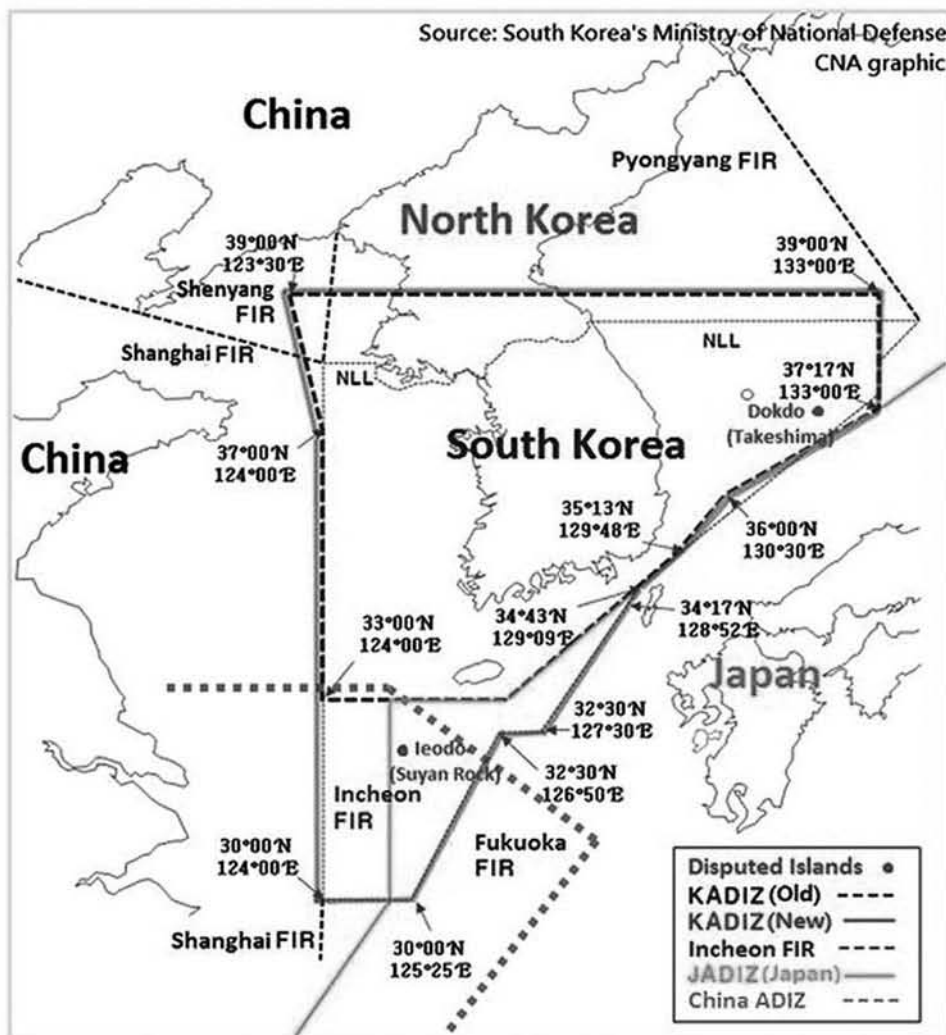 Source: South Korea's Ministry of National Defense
CNA graphic
China
Pyongyang FIR
North Korea
39°00'N
123°30'E
39°00'N
133°00'E
Shenyang
FIR
Shanghai FIR
NLL
NLL
37°17'N
133°00'E
Dokdo
(Takeshima)
China
37°00'N
124°00'E
South Korea
35°13'N
129°48'E
36°00'N
130°30'E
33°00'N
124°00'E
34°43'N
129°09'E
34°17'N
128°52'E
Japan
32°30'N
127°30'E
Ieodo
(Suyan Rock)
32°30'N
126°50'E
Incheon
FIR
Fukuoka
FIR
30°00'N
124°00'E
Shanghai FIR
30°00'N
125°25'E
Disputed Islands
KADIZ (Old)
KADIZ (New)
Incheon FIR
JADIZ (Japan)
China ADIZ